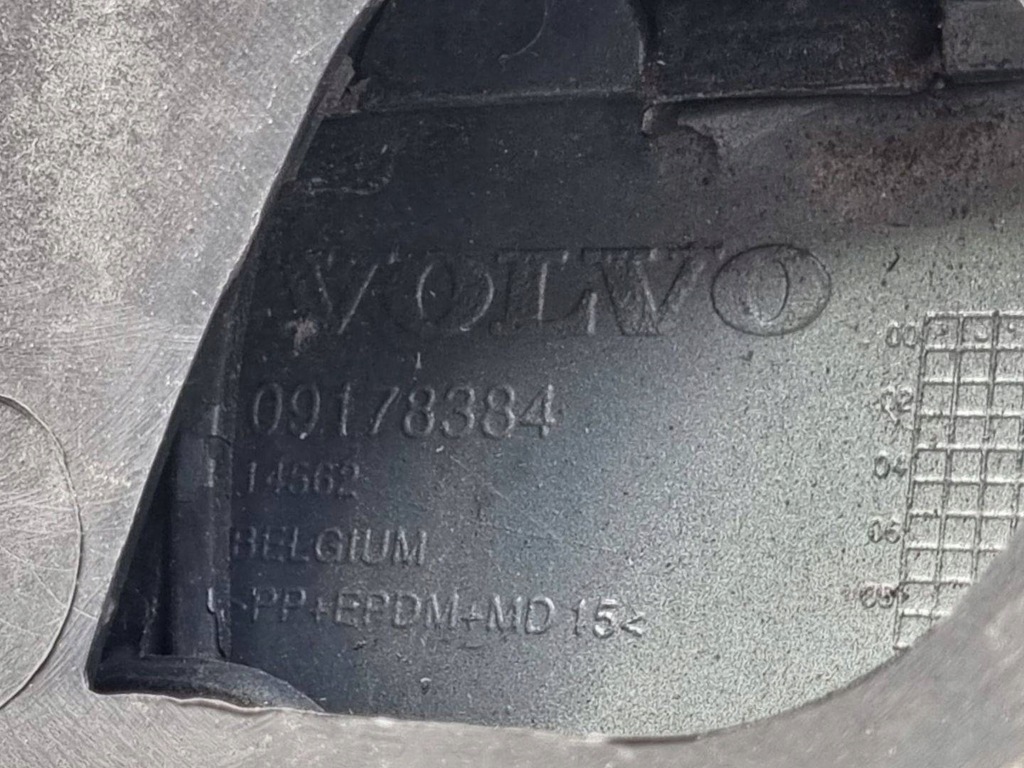 VOLVO
09178384
14562
BELGIUM
>PP+EPDM+MD 15<
00
02
04
06
08